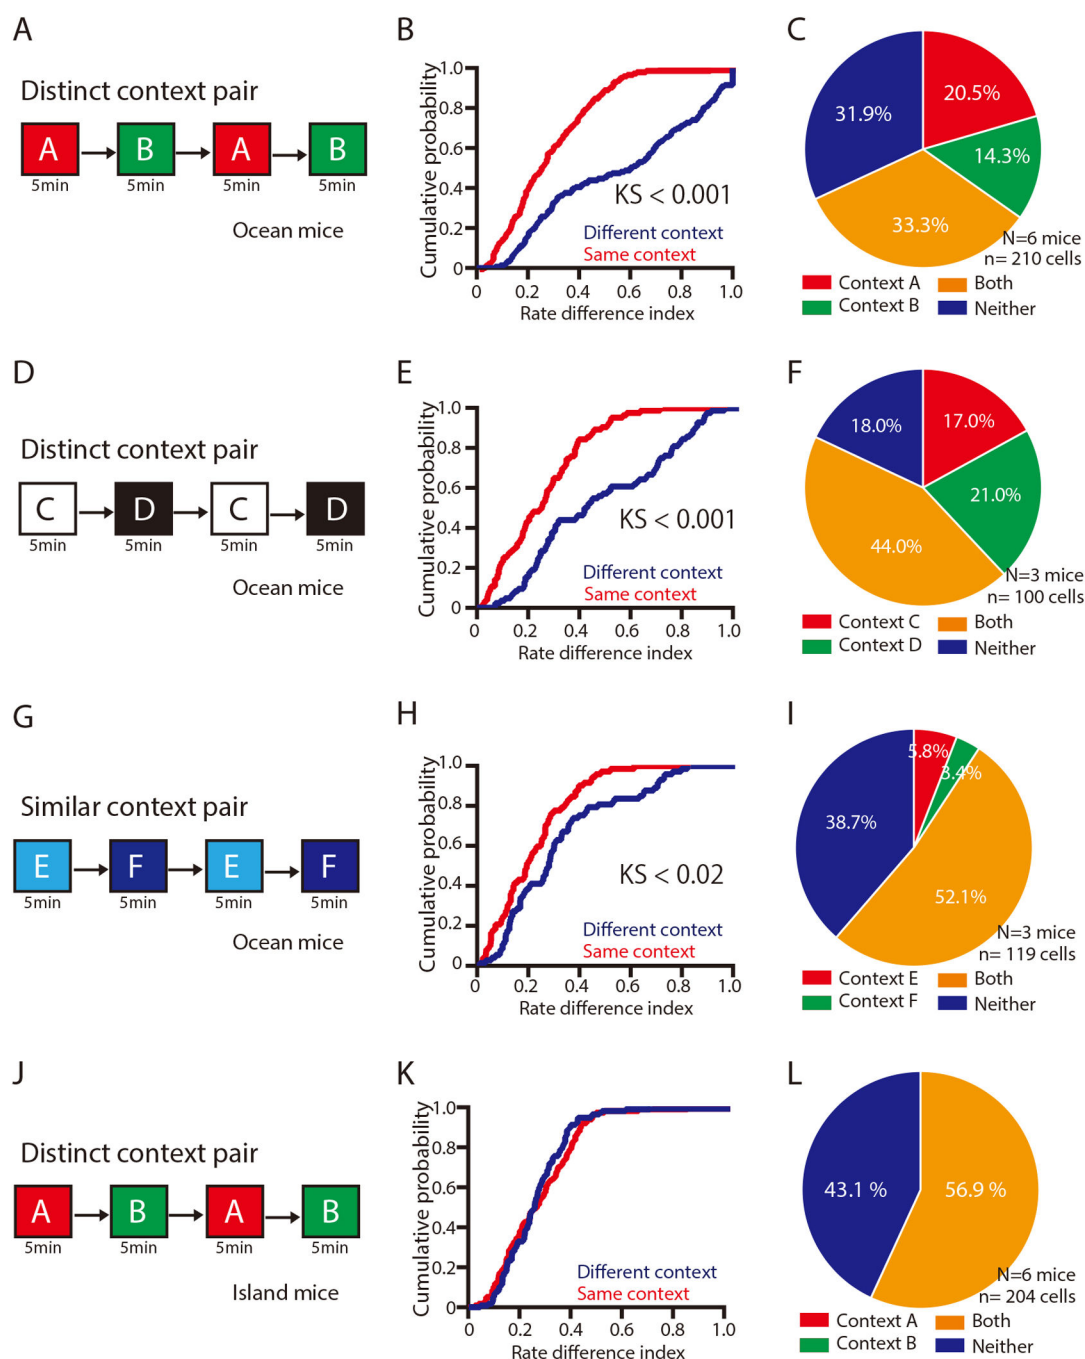 A
Distinct context pair
A B A B
5min 5min 5min 5min
Ocean mice
B
Cumulative probability
1.0
0.8
0.6
0.4
0.2
0
KS < 0.001
Different context
Same context
0 0.2 0.4 0.6 0.8 1.0
Rate difference index
C
31.9%
20.5%
14.3%
33.3%
N=6 mice
n= 210 cells
Context A Both
Context B Neither
D
Distinct context pair
C D C D
5min 5min 5min 5min
Ocean mice
E
Cumulative probability
1.0
0.8
0.6
0.4
0.2
0
KS < 0.001
Different context
Same context
0 0.2 0.4 0.6 0.8 1.0
Rate difference index
F
18.0%
17.0%
21.0%
44.0%
N=3 mice
n= 100 cells
Context C Both
Context D Neither
G
Similar context pair
E F E F
5min 5min 5min 5min
Ocean mice
H
Cumulative probability
1.0
0.8
0.6
0.4
0.2
0
KS < 0.02
Different context
Same context
0 0.2 0.4 0.6 0.8 1.0
Rate difference index
I
5.8%
3.4%
38.7%
52.1%
N=3 mice
n= 119 cells
Context E Both
Context F Neither
J
Distinct context pair
A B A B
5min 5min 5min 5min
Island mice
K
Cumulative probability
1.0
0.8
0.6
0.4
0.2
0
Different context
Same context
0.2 0.4 0.6 0.8 1.0
Rate difference index
L
43.1 %
56.9 %
N=6 mice
n= 204 cells
Context A Both
Context B Neither